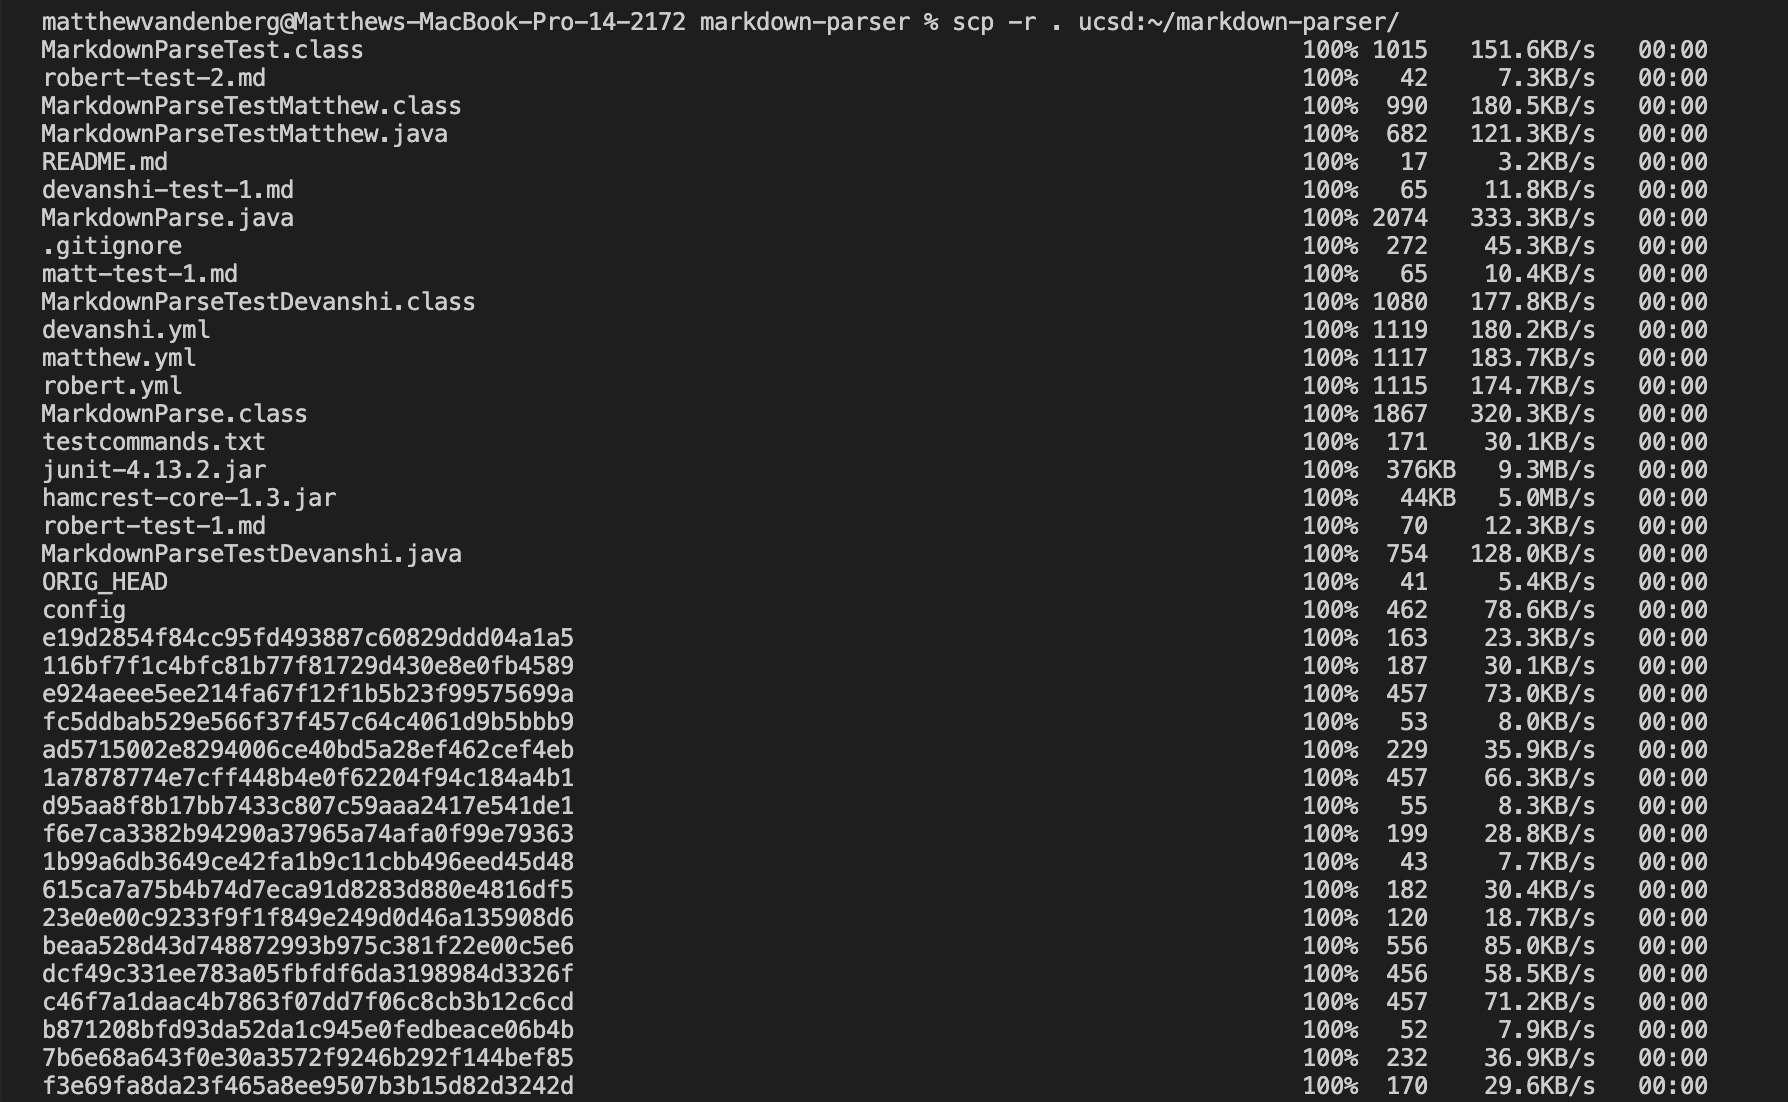 matthewvandenberg@Matthews-MacBook-Pro-14-2172 markdown-parser % scp -r . ucsd:~/markdown-parser/
MarkdownParseTest.class 100% 1015 151.6KB/s 00:00
robert-test-2.md 100% 42 7.3KB/s 00:00
MarkdownParseTestMatthew.class 100% 990 180.5KB/s 00:00
MarkdownParseTestMatthew.java 100% 682 121.3KB/s 00:00
README.md 100% 17 3.2KB/s 00:00
devanshi-test-1.md 100% 65 11.8KB/s 00:00
MarkdownParse.java 100% 2074 333.3KB/s 00:00
.gitignore 100% 272 45.3KB/s 00:00
matt-test-1.md 100% 65 10.4KB/s 00:00
MarkdownParseTestDevanshi.class 100% 1080 177.8KB/s 00:00
devanshi.yml 100% 1119 180.2KB/s 00:00
matthew.yml 100% 1117 183.7KB/s 00:00
robert.yml 100% 1115 174.7KB/s 00:00
MarkdownParse.class 100% 1867 320.3KB/s 00:00
testcommands.txt 100% 171 30.1KB/s 00:00
junit-4.13.2.jar 100% 376KB 9.3MB/s 00:00
hamcrest-core-1.3.jar 100% 44KB 5.0MB/s 00:00
robert-test-1.md 100% 70 12.3KB/s 00:00
MarkdownParseTestDevanshi.java 100% 754 128.0KB/s 00:00
ORIG_HEAD 100% 41 5.4KB/s 00:00
config 100% 462 78.6KB/s 00:00
e19d2854f84cc95fd493887c60829ddd04a1a5 100% 163 23.3KB/s 00:00
116bf7f1c4bfc81b77f81729d430e8e0fb4589 100% 187 30.1KB/s 00:00
e924aeee5ee214fa67f12f1b5b23f99575699a 100% 457 73.0KB/s 00:00
fc5ddbab529e566f37f457c64c4061d9b5bbb9 100% 53 8.0KB/s 00:00
ad5715002e8294006ce40bd5a28ef462cef4eb 100% 229 35.9KB/s 00:00
1a7878774e7cff448b4e0f62204f94c184a4b1 100% 457 66.3KB/s 00:00
d95aa8f8b17bb7433c807c59aaa2417e541de1 100% 55 8.3KB/s 00:00
f6e7ca3382b94290a37965a74afa0f99e79363 100% 199 28.8KB/s 00:00
1b99a6db3649ce42fa1b9c11cbb496eed45d48 100% 43 7.7KB/s 00:00
615ca7a75b4b74d7eca91d8283d880e4816df5 100% 182 30.4KB/s 00:00
23e0e00c9233f9f1f849e249d0d46a135908d6 100% 120 18.7KB/s 00:00
beaa528d43d748872993b975c381f22e00c5e6 100% 556 85.0KB/s 00:00
dcf49c331ee783a05fbfdf6da3198984d3326f 100% 456 58.5KB/s 00:00
c46f7a1daac4b7863f07dd7f06c8cb3b12c6cd 100% 457 71.2KB/s 00:00
b871208bfd93da52da1c945e0fedbeace06b4b 100% 52 7.9KB/s 00:00
7b6e68a643f0e30a3572f9246b292f144bef85 100% 232 36.9KB/s 00:00
f3e69fa8da23f465a8ee9507b3b15d82d3242d 100% 170 29.6KB/s 00:00